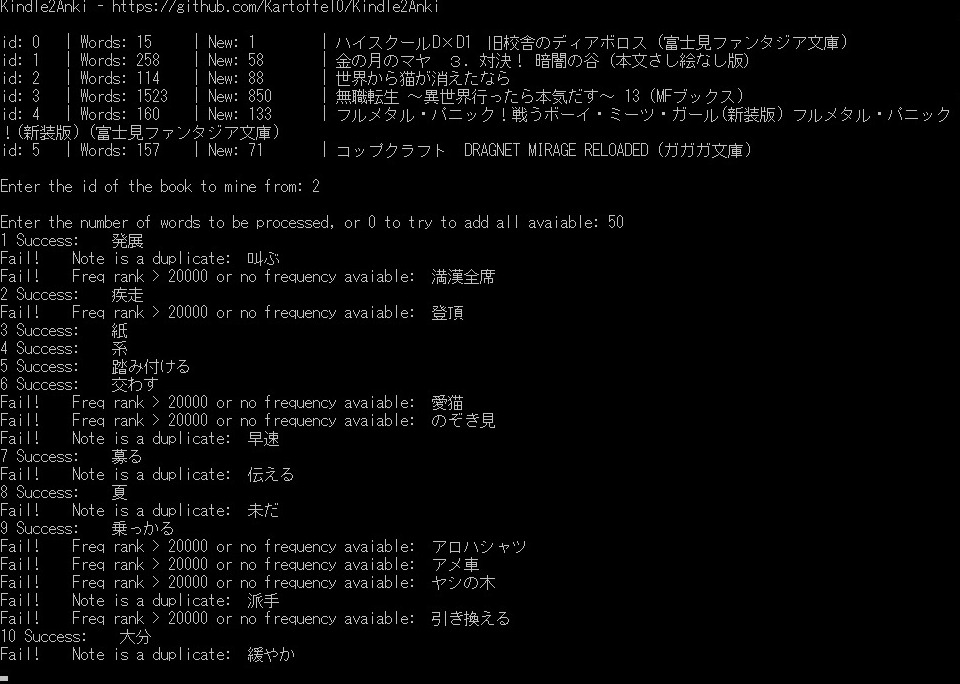 Kindle2Anki - https://github.com/Kartoffel0/Kindle2Anki
id: 0 | Words: 15 | New: 1 | ハイスクールD×D1 旧校舎のディアボロス (富士見ファンタジア文庫)
id: 1 | Words: 258 | New: 58 | 金の月のマヤ 3. 対決! 暗闇の谷 (本文さし絵なし版)
id: 2 | Words: 114 | New: 88 | 世界から猫が消えたなら
id: 3 | Words: 1523 | New: 850 | 無職転生 ~異世界行ったら本気だす~ 13 (MFブックス)
id: 4 | Words: 160 | New: 133 | フルメタル・パニック!戦うボーイ・ミーツ・ガール(新装版) フルメタル・パニック
!(新装版) (富士見ファンタジア文庫)
id: 5 | Words: 157 | New: 71 | コップクラフト DRAGNET MIRAGE RELOADED (ガガガ文庫)
Enter the id of the book to mine from: 2
Enter the number of words to be processed, or 0 to try to add all avaiable: 50
1 Success: 発展
Fail! Note is a duplicate: 叫ぶ
Fail! Freq rank > 20000 or no frequency avaiable: 満漢全席
2 Success: 疾走
Fail! Freq rank > 20000 or no frequency avaiable: 登頂
3 Success: 紙
4 Success: 糸
5 Success: 踏み付ける
6 Success: 交わす
Fail! Freq rank > 20000 or no frequency avaiable: 愛猫
Fail! Freq rank > 20000 or no frequency avaiable: のぞき見
Fail! Note is a duplicate: 早速
7 Success: 募る
Fail! Note is a duplicate: 伝える
8 Success: 夏
Fail! Note is a duplicate: 未だ
9 Success: 乗っかる
Fail! Freq rank > 20000 or no frequency avaiable: アロハシャツ
Fail! Freq rank > 20000 or no frequency avaiable: アメ車
Fail! Freq rank > 20000 or no frequency avaiable: ヤシの木
Fail! Note is a duplicate: 派手
Fail! Freq rank > 20000 or no frequency avaiable: 引き換える
10 Success: 大分
Fail! Note is a duplicate: 緩やか